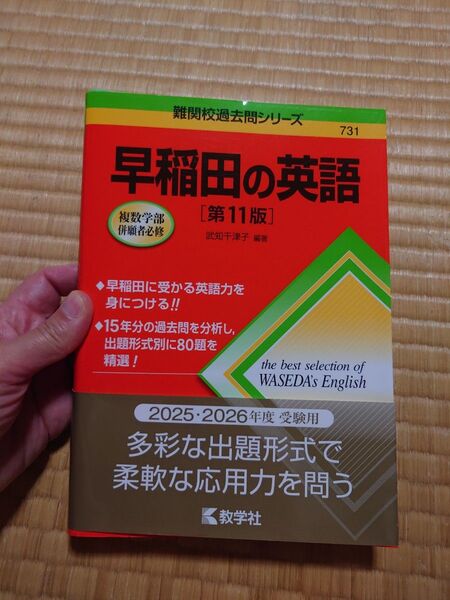 難関校過去問シリーズ
731
早稲田の英語
[第11版]
複数学部
併願者必修
武知千津子 編著
◆早稲田に受かる英語力を
身につける!!
◆15年分の過去問を分析し,
出題形式別に80題を
精選!
the best selection of
WASEDA's English
2025・2026年度 受験用
多彩な出題形式で
柔軟な応用力を問う
教学社